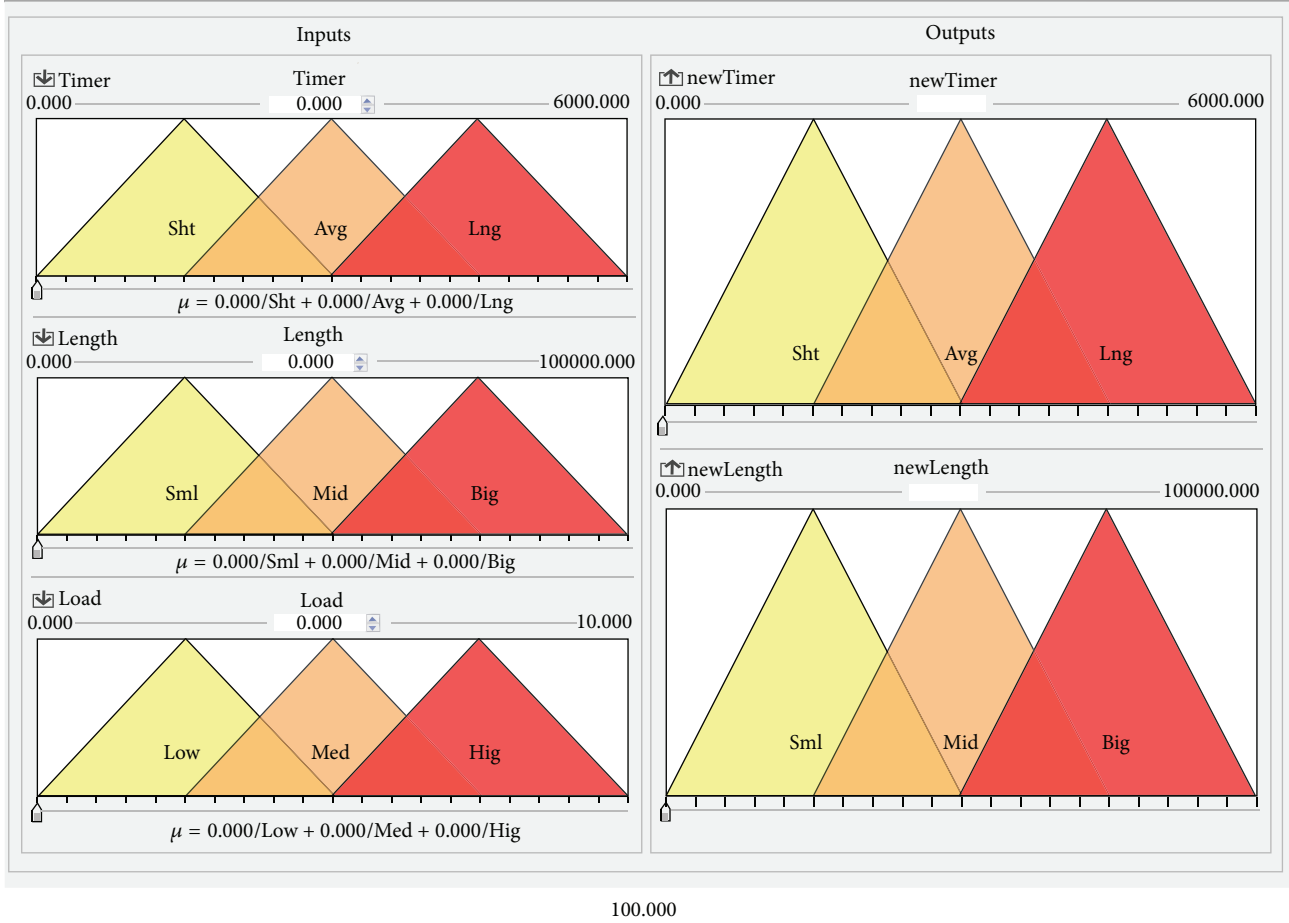 Inputs
Timer
Timer
0.000
0.000
6000.000
Sht
Avg
Lng
μ = 0.000/Sht + 0.000/Avg + 0.000/Lng
Length
Length
0.000
0.000
100000.000
Sml
Mid
Big
μ = 0.000/Sml + 0.000/Mid + 0.000/Big
Load
Load
0.000
0.000
10.000
Low
Med
Hig
μ = 0.000/Low + 0.000/Med + 0.000/Hig
Outputs
newTimer
newTimer
0.000
6000.000
Sht
Avg
Lng
newLength
newLength
0.000
100000.000
Sml
Mid
Big
100.000